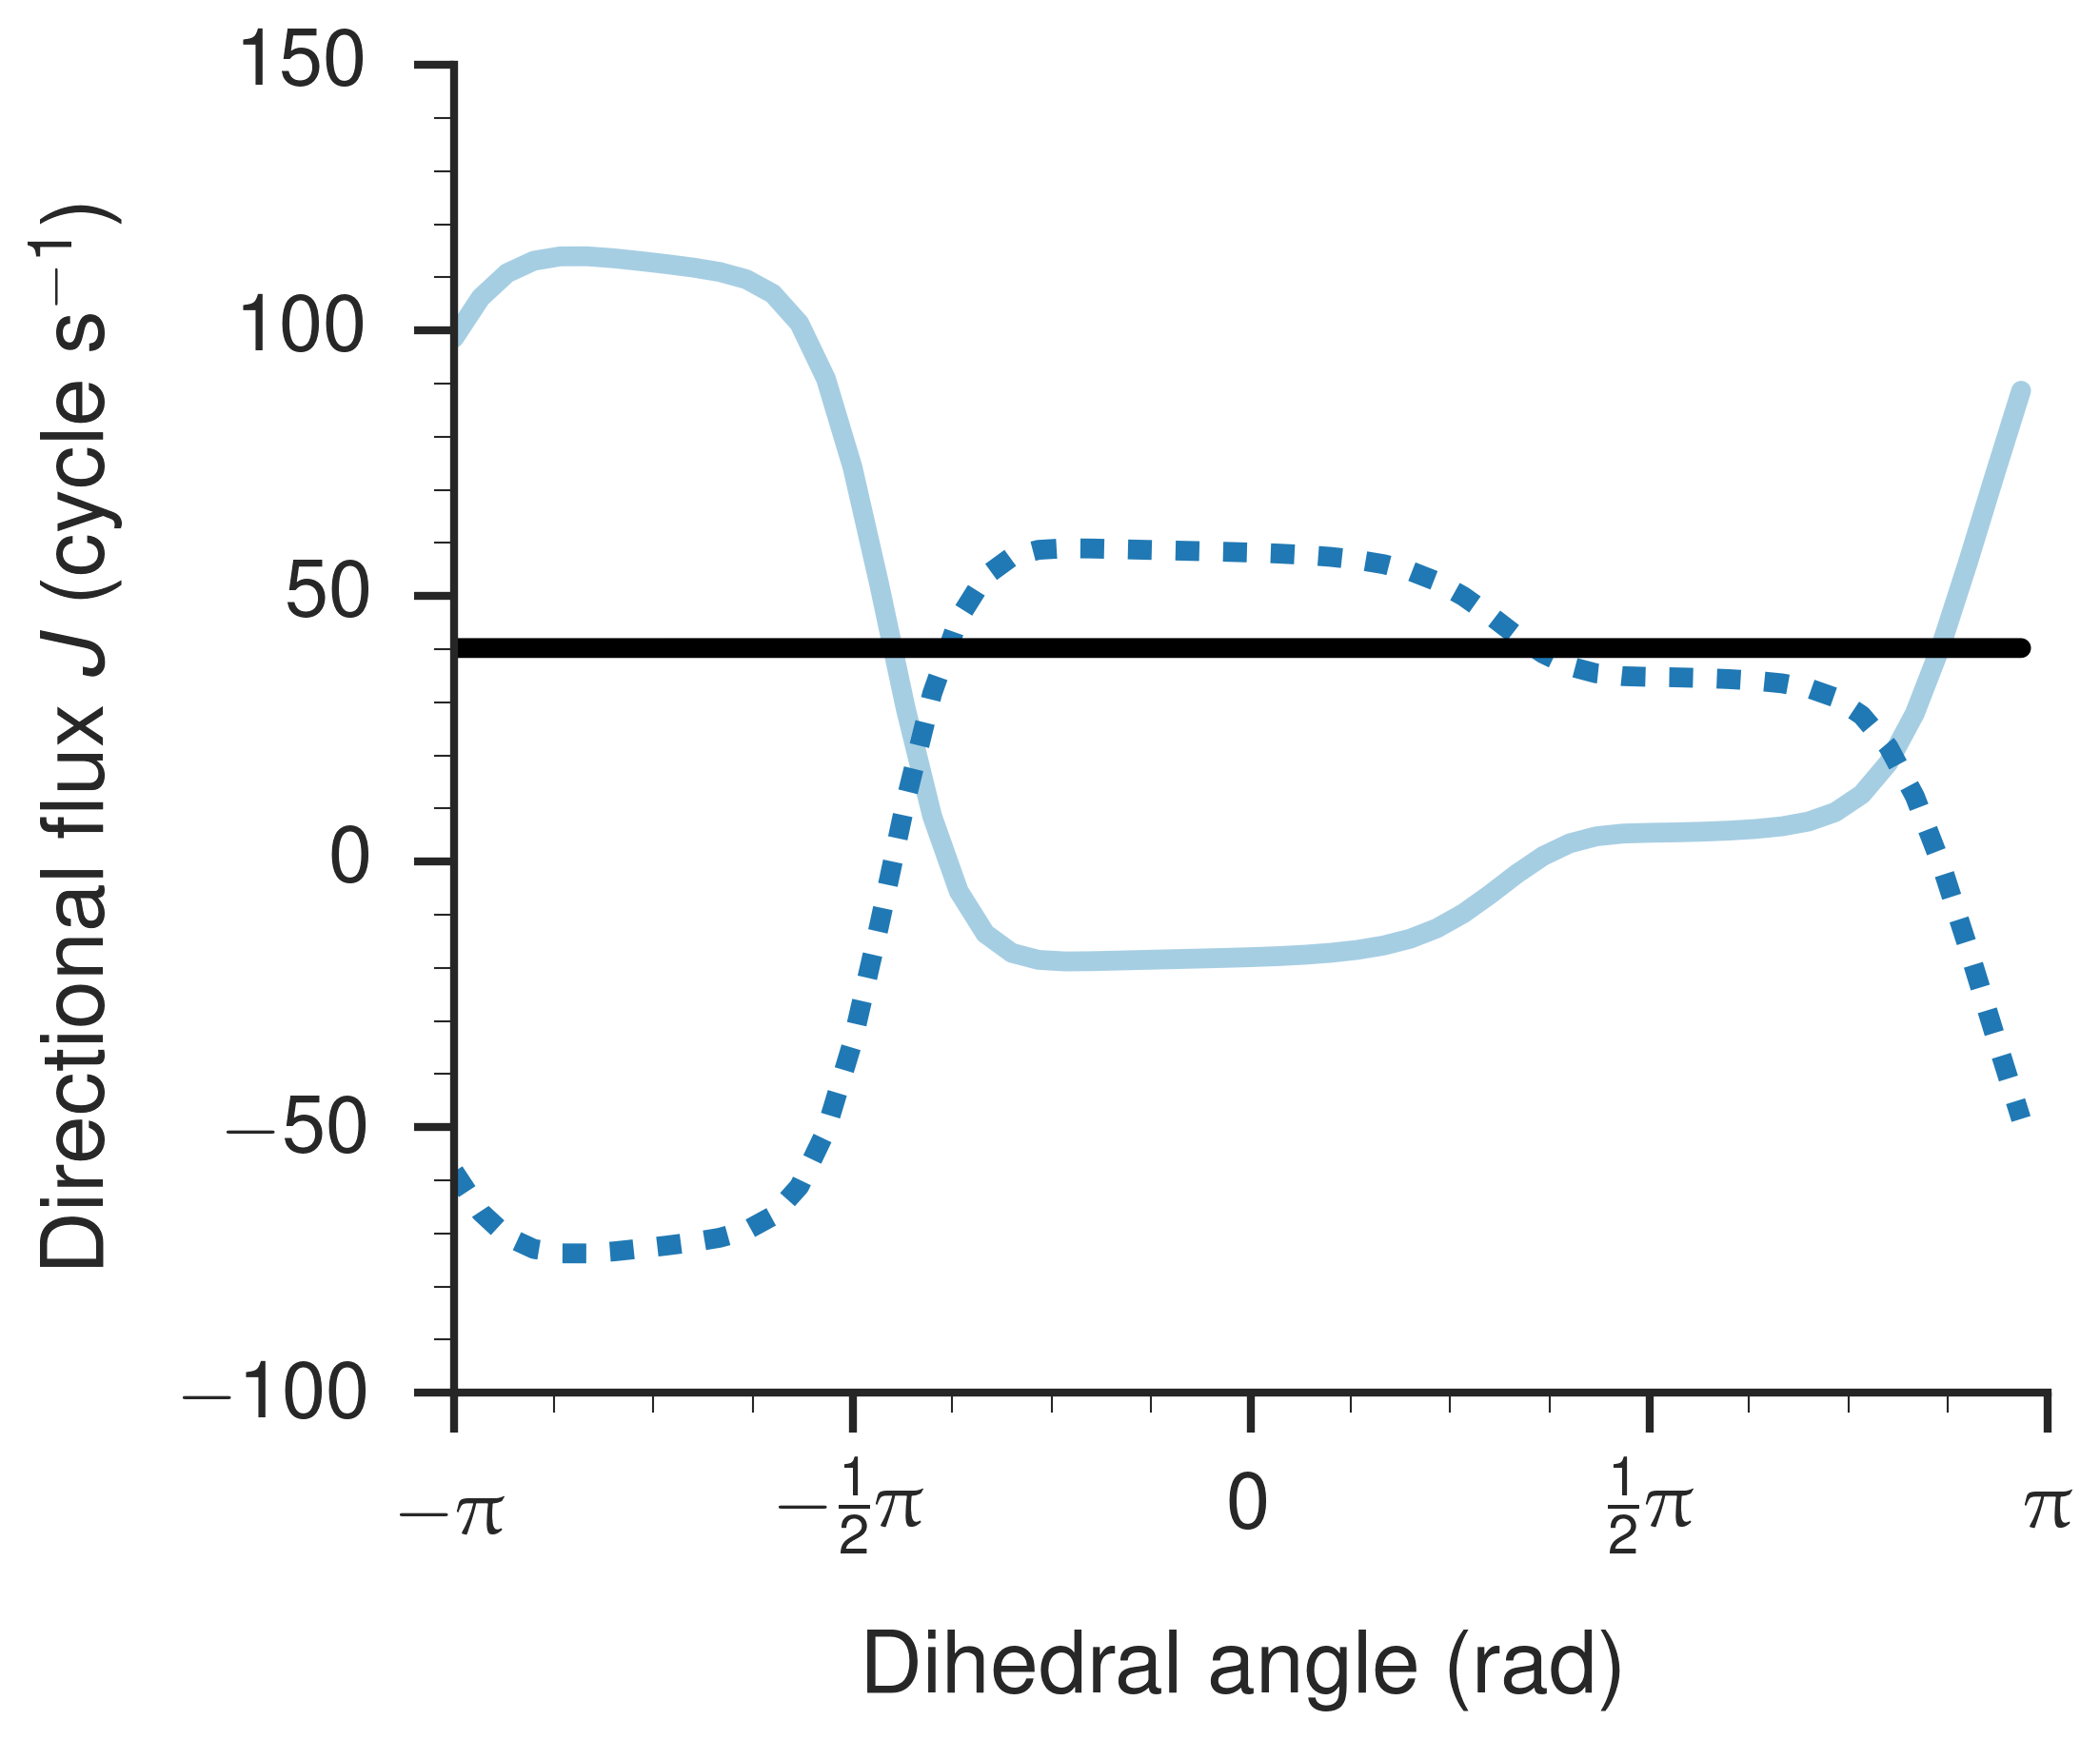 Directional flux J (cycle s⁻¹)
150
100
50
0
−50
−100
−π
−½π
0
½π
π
Dihedral angle (rad)